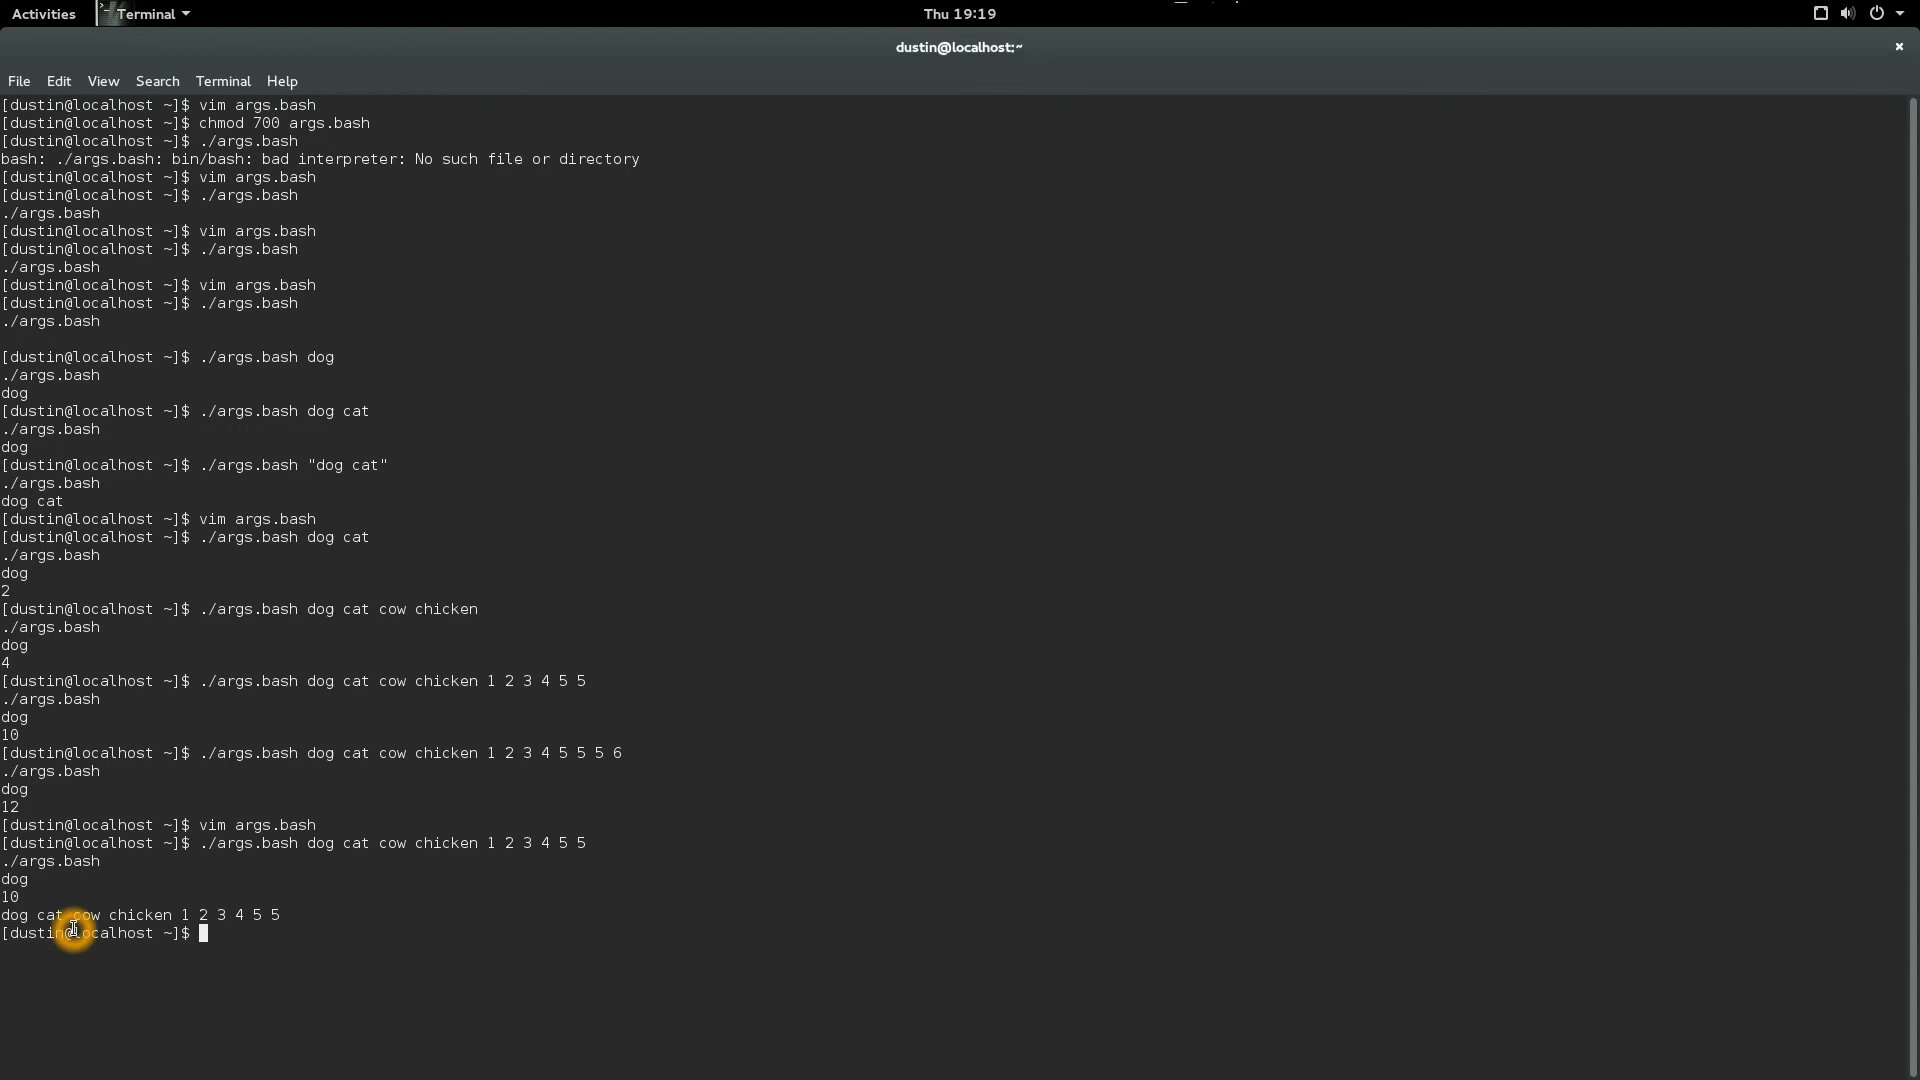 Activities
Terminal
Thu 19:19
dustin@localhost:~
File Edit View Search Terminal Help
[dustin@localhost ~]$ vim args.bash
[dustin@localhost ~]$ chmod 700 args.bash
[dustin@localhost ~]$ ./args.bash
bash: ./args.bash: bin/bash: bad interpreter: No such file or directory
[dustin@localhost ~]$ vim args.bash
[dustin@localhost ~]$ ./args.bash
./args.bash
[dustin@localhost ~]$ vim args.bash
[dustin@localhost ~]$ ./args.bash
./args.bash
[dustin@localhost ~]$ vim args.bash
[dustin@localhost ~]$ ./args.bash
./args.bash
[dustin@localhost ~]$ ./args.bash dog
./args.bash
dog
[dustin@localhost ~]$ ./args.bash dog cat
./args.bash
dog
[dustin@localhost ~]$ ./args.bash "dog cat"
./args.bash
dog cat
[dustin@localhost ~]$ vim args.bash
[dustin@localhost ~]$ ./args.bash dog cat
./args.bash
dog
2
[dustin@localhost ~]$ ./args.bash dog cat cow chicken
./args.bash
dog
4
[dustin@localhost ~]$ ./args.bash dog cat cow chicken 1 2 3 4 5 5
./args.bash
dog
10
[dustin@localhost ~]$ ./args.bash dog cat cow chicken 1 2 3 4 5 5 5 6
./args.bash
dog
12
[dustin@localhost ~]$ vim args.bash
[dustin@localhost ~]$ ./args.bash dog cat cow chicken 1 2 3 4 5 5
./args.bash
dog
10
dog cat cow chicken 1 2 3 4 5 5
[dustin@localhost ~]$